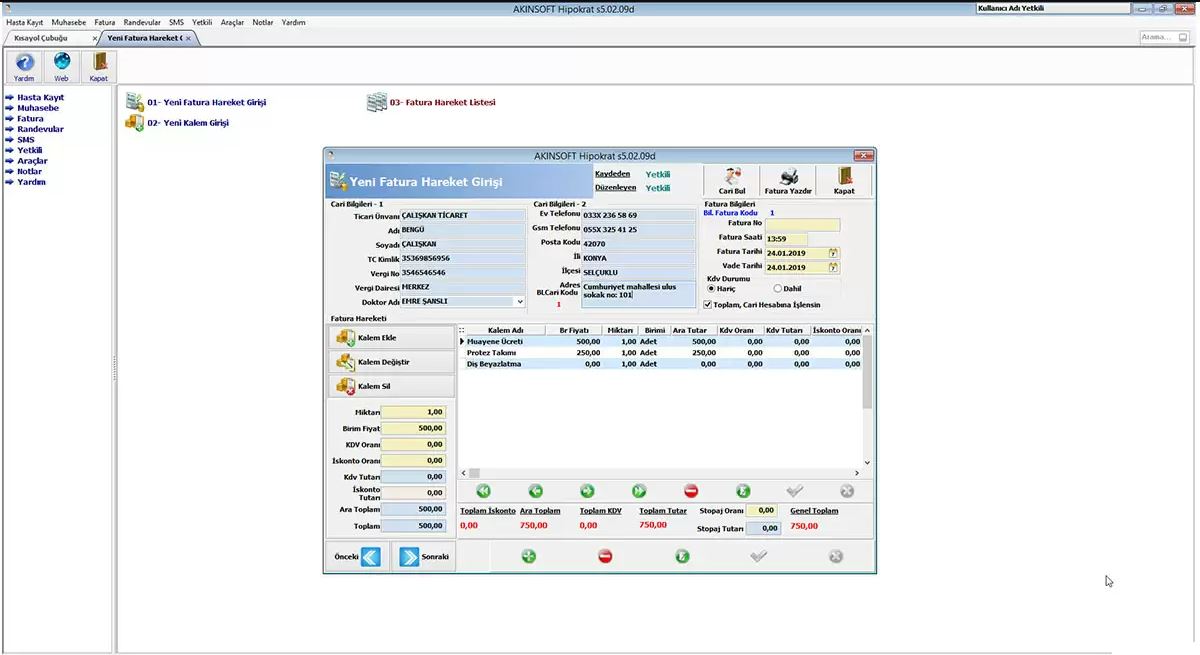 AKINSOFT Hipokrat s5.02.09d
Kullanıcı Adı Yetkili
Hasta Kayıt Muhasebe Fatura Randevular SMS Yetkili Araçlar Notlar Yardım
Kısayol Çubuğu
Yeni Fatura Hareket G
Arama...
Yardım Web Kapat
Hasta Kayıt
Muhasebe
Fatura
Randevular
SMS
Yetkili
Araçlar
Notlar
Yardım
01- Yeni Fatura Hareket Girişi
03- Fatura Hareket Listesi
02- Yeni Kalem Girişi
AKINSOFT Hipokrat s5.02.09d
Yeni Fatura Hareket Girişi
Kaydeden Yetkili
Düzenleyen Yetkili
Cari Bul Fatura Yazdır Kapat
Cari Bilgileri - 1
Ticari Ünvanı ÇALIŞKAN TİCARET
Adı BENGÜ
Soyadı ÇALIŞKAN
TC Kimlik 35369856956
Vergi No 3546546546
Vergi Dairesi MERKEZ
Doktor Adı EMRE ŞANSLI
Cari Bilgileri - 2
Ev Telefonu 033X 236 58 69
Gsm Telefonu 055X 325 41 25
Posta Kodu 42070
İli KONYA
İlçesi SELÇUKLU
Adres Cumhuriyet mahallesi ulus
sokak no: 101
BLCari Kodu
1
Fatura Bilgileri
Bil. Fatura Kodu 1
Fatura No
Fatura Saati 13:59
Fatura Tarihi 24.01.2019
Vade Tarihi 24.01.2019
Kdv Durumu
Hariç Dahil
Toplam, Cari Hesabına İşlensin
Fatura Hareketi
Kalem Ekle
Kalem Değiştir
Kalem Sil
Miktarı 1,00
Birim Fiyat 500,00
KDV Oranı 0,00
İskonto Oranı 0,00
Kdv Tutarı 0,00
İskonto
Tutarı 0,00
Ara Toplam 500,00
Toplam 500,00
Kalem Adı Br Fiyatı Miktarı Birimi Ara Tutar Kdv Oranı Kdv Tutarı İskonto Oranı
Muayene Ücreti 500,00 1,00 Adet 500,00 0,00 0,00 0,00
Protez Takımı 250,00 1,00 Adet 250,00 0,00 0,00 0,00
Diş Beyazlatma 0,00 1,00 Adet 0,00 0,00 0,00 0,00
Toplam İskonto Ara Toplam Toplam KDV Toplam Tutar Stopaj Oranı 0,00 Genel Toplam
0,00 750,00 0,00 750,00 Stopaj Tutarı 0,00 750,00
Önceki Sonraki